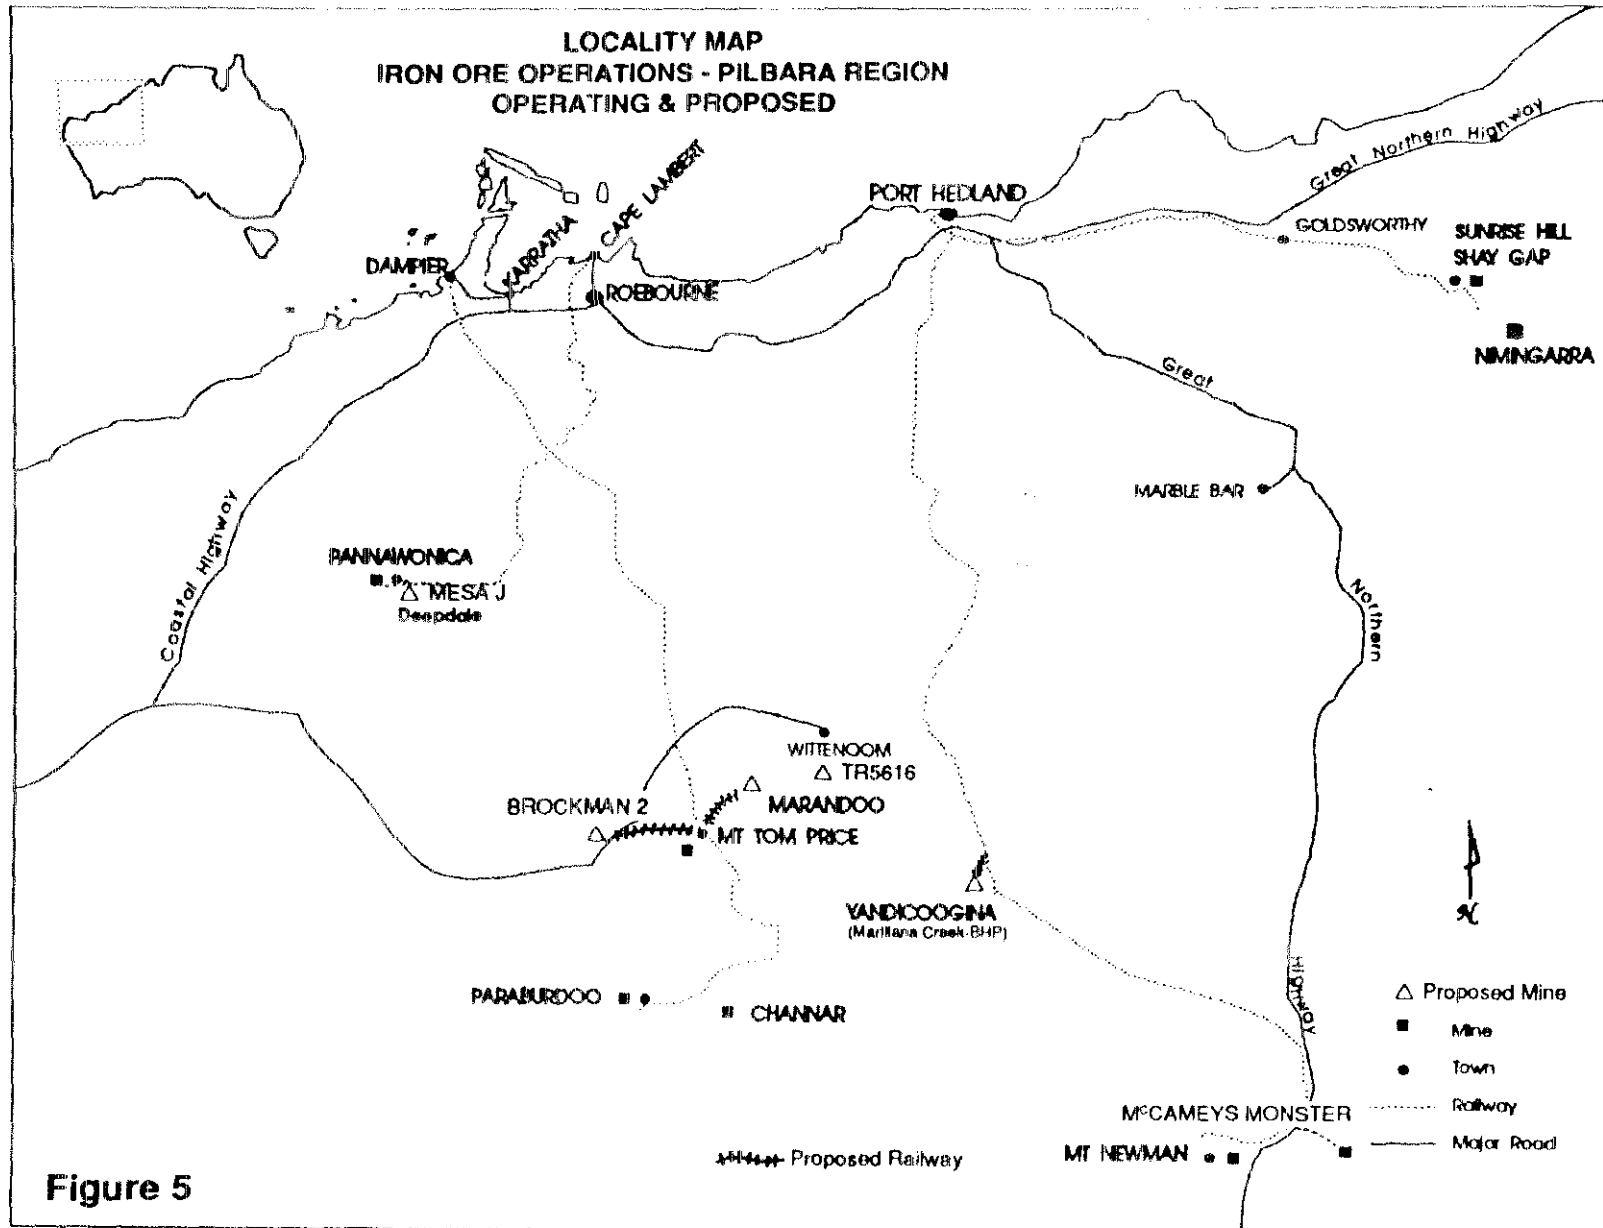 LOCALITY MAP
IRON ORE OPERATIONS - PILBARA REGION
OPERATING & PROPOSED
Great Northern Highway
CAPE LAMBERT
KARRATHA
PORT HEDLAND
GOLDSWORTHY
SUNRISE HILL
SHAY GAP
DAMPIER
ROEBOURNE
NIMINGARRA
Great
MARBLE BAR
Coastal Highway
PANNAWONICA
MESA J
Deepdale
Northern
WITTENOOM
TR5616
BROCKMAN 2
MARANDOO
MT TOM PRICE
YANDICOOGINA
(Marillana Creek-BHP)
N
Highway
PARABURDOO
CHANNAR
Proposed Mine
Mine
Town
Railway
Major Road
McCAMEYS MONSTER
MT NEWMAN
Proposed Railway
Figure 5